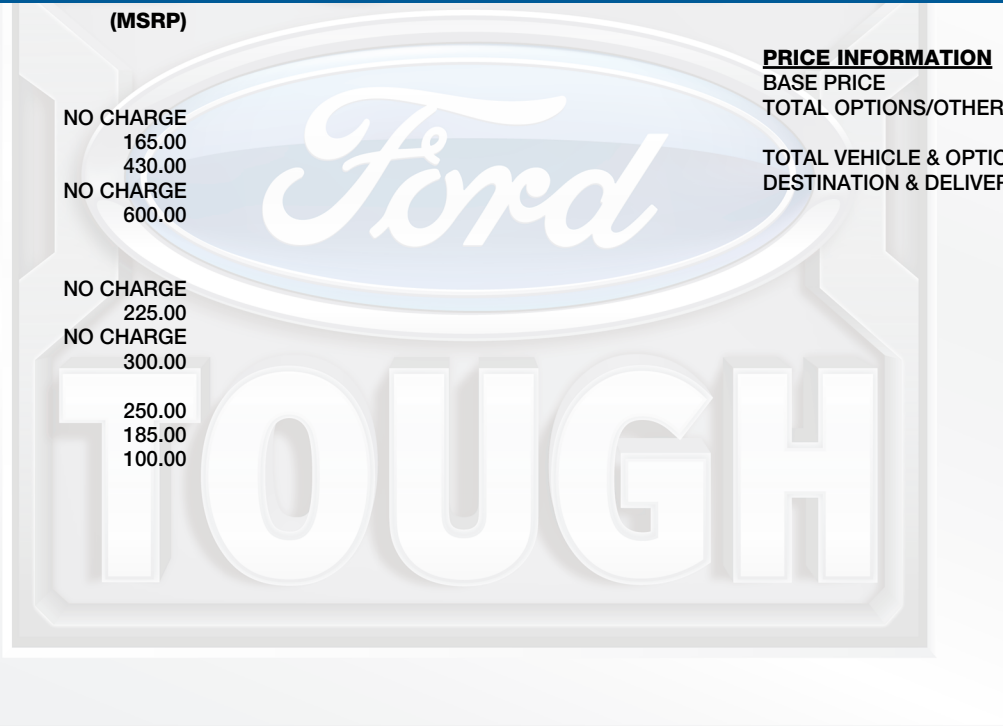 (MSRP)
NO CHARGE
165.00
430.00
NO CHARGE
600.00
NO CHARGE
225.00
NO CHARGE
300.00
250.00
185.00
100.00
PRICE INFORMATION
BASE PRICE
TOTAL OPTIONS/OTHER
TOTAL VEHICLE & OPTIO
DESTINATION & DELIVER
Ford
TOUGH